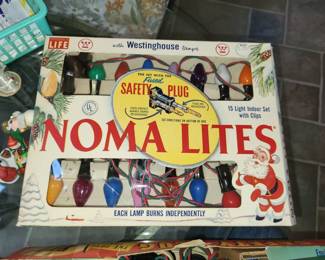 LIFE
with Westinghouse lamps
THE SET WITH THE
Fused
SAFETY PLUG
15 Light Indoor Set
with Clips
UL
NOMA LITES
EACH LAMP BURNS INDEPENDENTLY